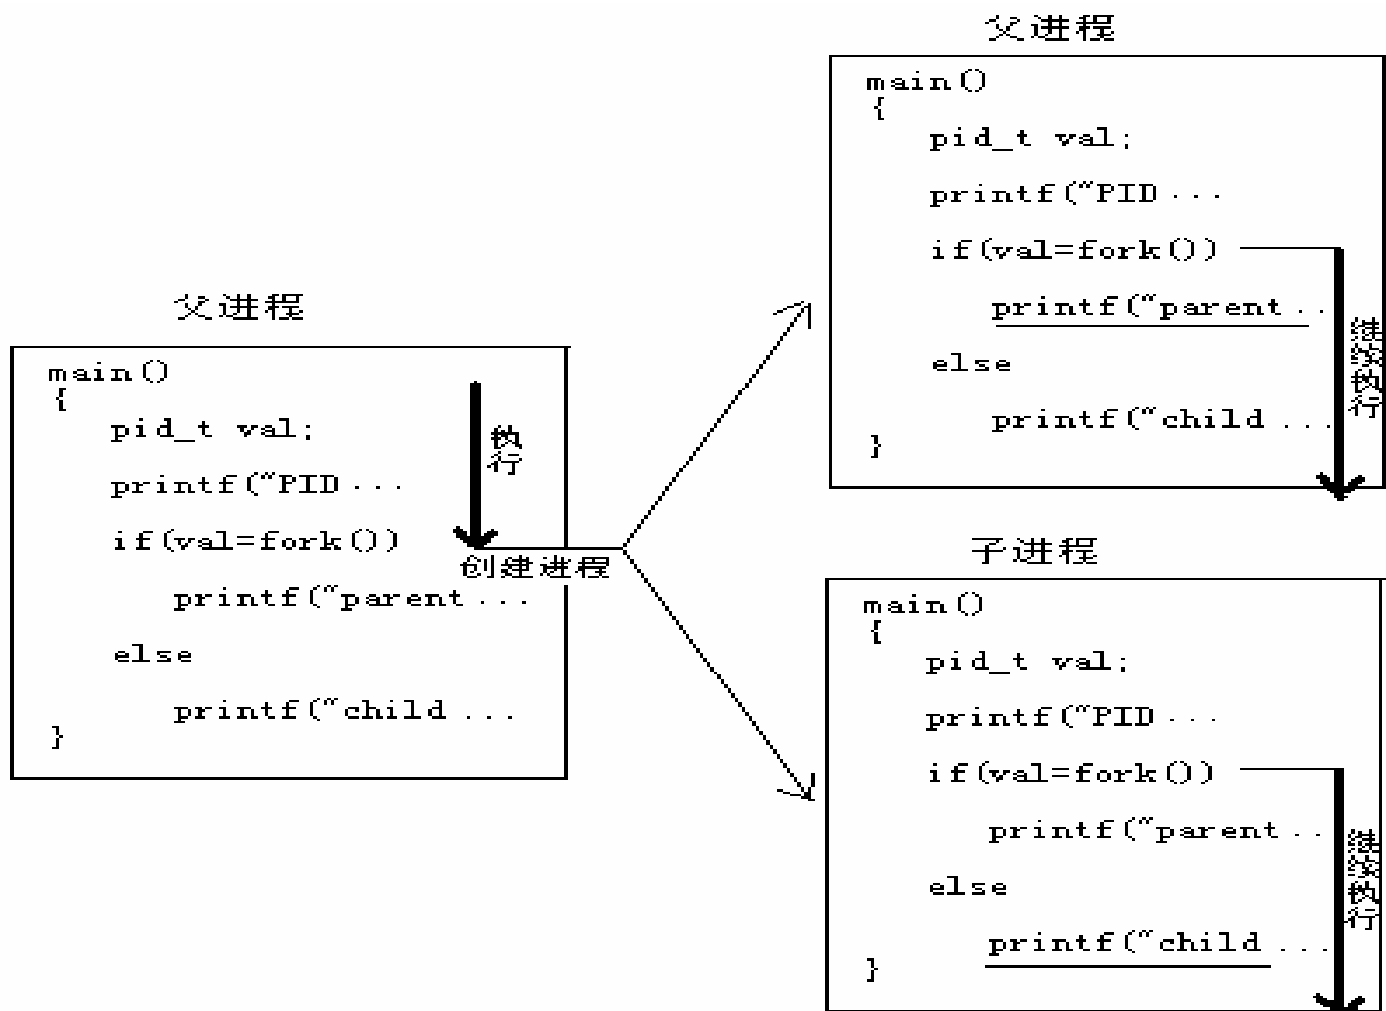 父进程
main()
{
pid_t val;
printf("PID ...
if(val=fork())
printf("parent ...
else
printf("child ...
}
执行
创建进程
父进程
main()
{
pid_t val;
printf("PID ...
if(val=fork())
printf("parent ..
else
printf("child ...
}
继续执行
子进程
main()
{
pid_t val;
printf("PID ...
if(val=fork())
printf("parent ..
else
printf("child ...
}
继续执行